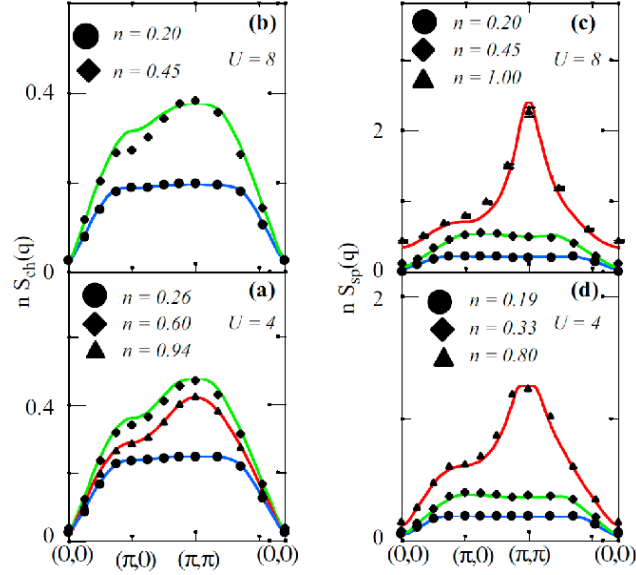 (b)
n = 0.20
n = 0.45
U = 8
0.4
0
n S_ch(q)
(c)
n = 0.20
n = 0.45
n = 1.00
U = 8
2
0
n S_sp(q)
(a)
n = 0.26
n = 0.60
n = 0.94
U = 4
0.4
0
(0,0)
(π,0)
(π,π)
(0,0)
(d)
n = 0.19
n = 0.33
n = 0.80
U = 4
2
0
(0,0)
(π,0)
(π,π)
(0,0)